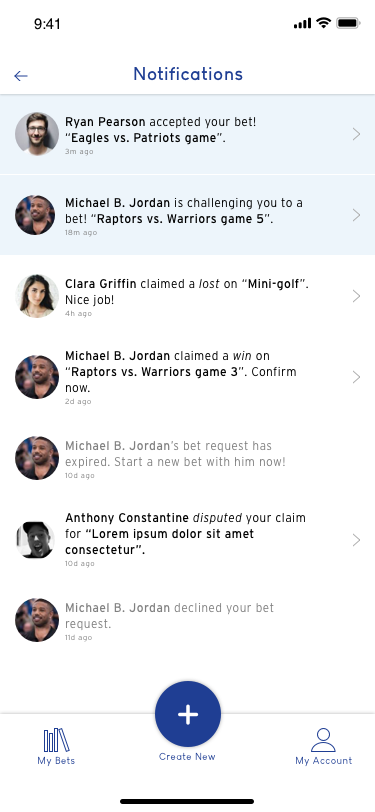 9:41
Notifications
Ryan Pearson accepted your bet!
“Eagles vs. Patriots game”.
3m ago
Michael B. Jordan is challenging you to a
bet! “Raptors vs. Warriors game 5”.
18m ago
Clara Griffin claimed a lost on “Mini-golf”.
Nice job!
4h ago
Michael B. Jordan claimed a win on
“Raptors vs. Warriors game 3”. Confirm
now.
2d ago
Michael B. Jordan’s bet request has
expired. Start a new bet with him now!
10d ago
Anthony Constantine disputed your claim
for “Lorem ipsum dolor sit amet
consectetur”.
10d ago
Michael B. Jordan declined your bet
request.
11d ago
My Bets
Create New
My Account